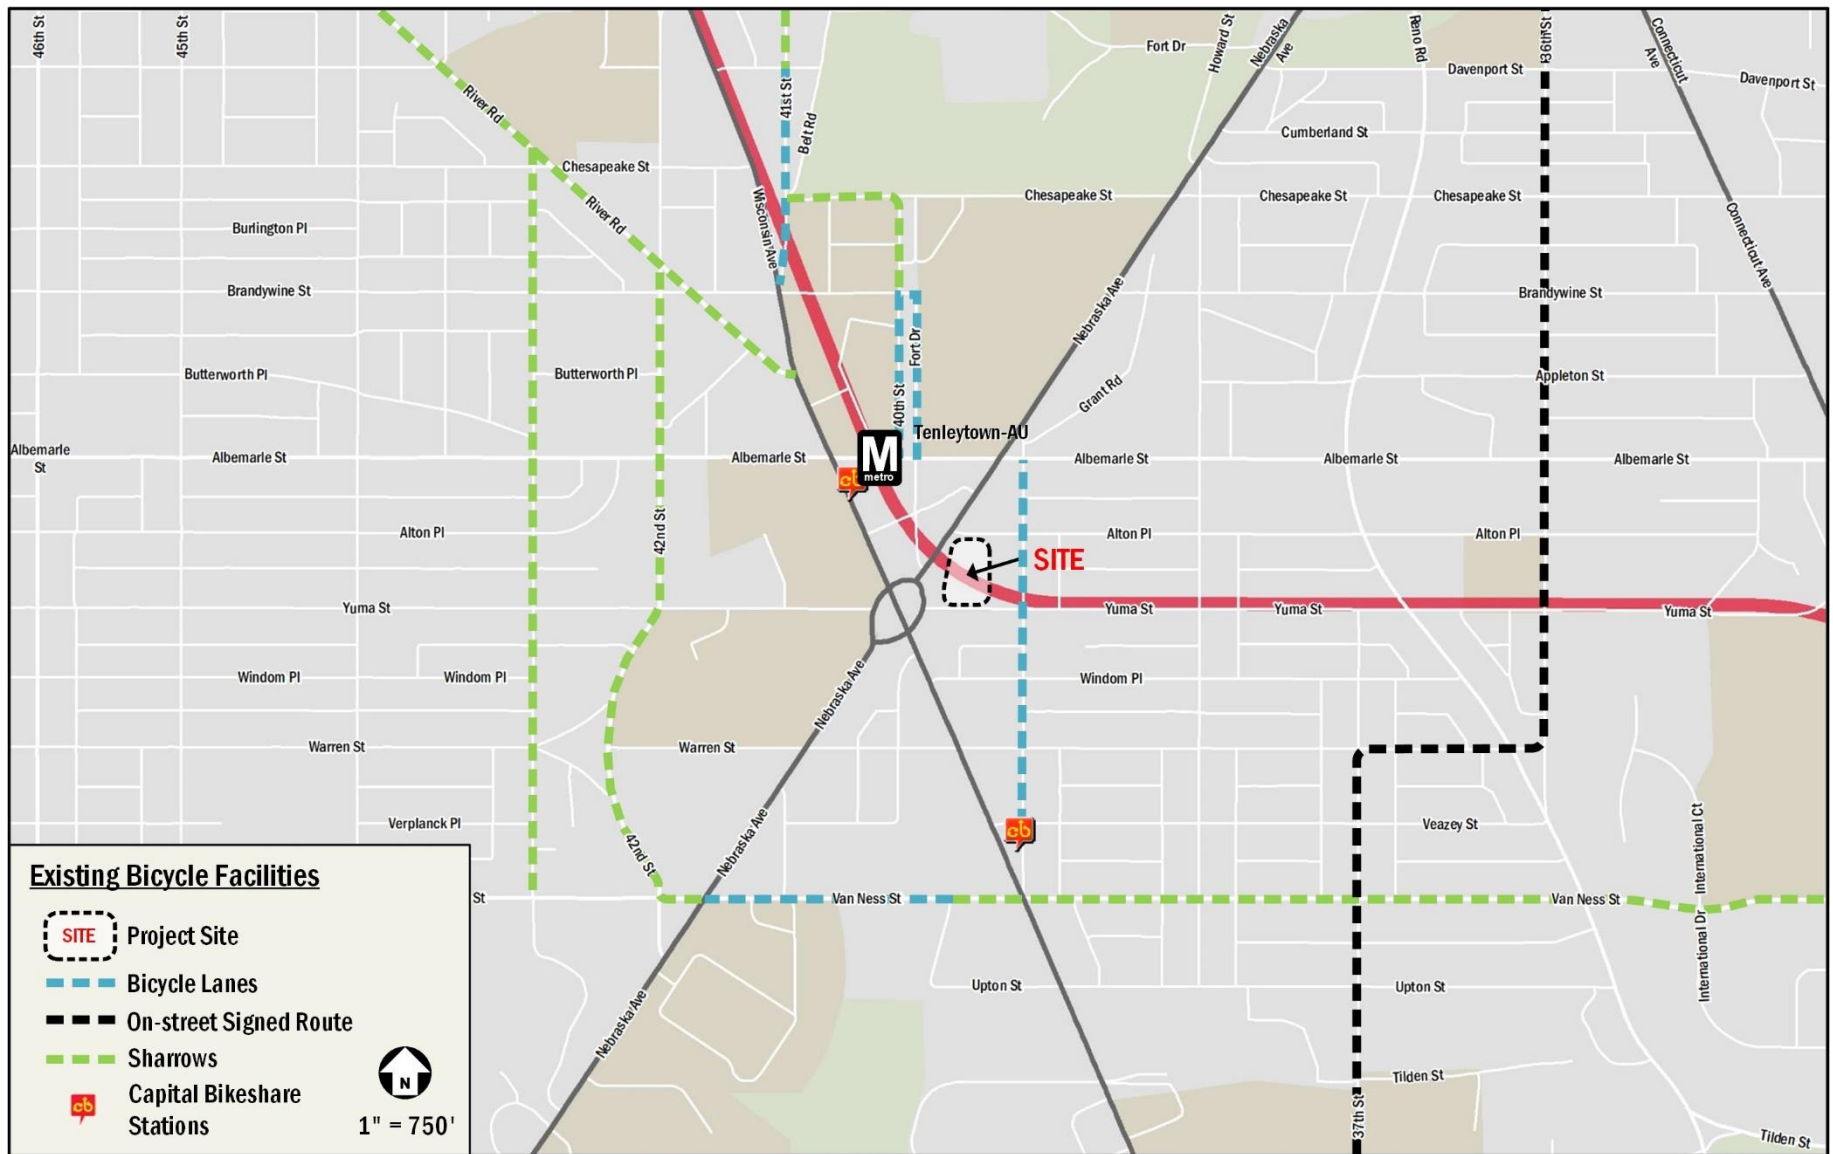 46th St
45th St
Fort Dr
Howard St
Nebraska
Ave
Reno Rd
36th St
Connecticut
Ave
Davenport St
Davenport St
River Rd
41st St
Belt Rd
Cumberland St
Chesapeake St
Chesapeake St
Chesapeake St
Chesapeake St
River Rd
Wisconsin Ave
Burlington Pl
Connecticut Ave
Brandywine St
Brandywine St
Nebraska Ave
Fort Dr
Butterworth Pl
Butterworth Pl
Appleton St
Grant Rd
40th St
Tenleytown-AU
M
metro
cb
Albemarle
St
Albemarle St
Albemarle St
Albemarle St
Albemarle St
Albemarle St
42nd St
Alton Pl
Alton Pl
Alton Pl
SITE
Yuma St
Yuma St
Yuma St
Yuma St
Windom Pl
Windom Pl
Nebraska Ave
Windom Pl
Warren St
Warren St
Verplanck Pl
42nd St
Nebraska Ave
cb
Veazey St
International Ct
St
Van Ness St
Van Ness St
International Dr
Upton St
Upton St
Nebraska Ave
Tilden St
37th St
Tilden St
Existing Bicycle Facilities
SITE
Project Site
Bicycle Lanes
On-street Signed Route
Sharrows
cb
Capital Bikeshare
Stations
N
1" = 750'